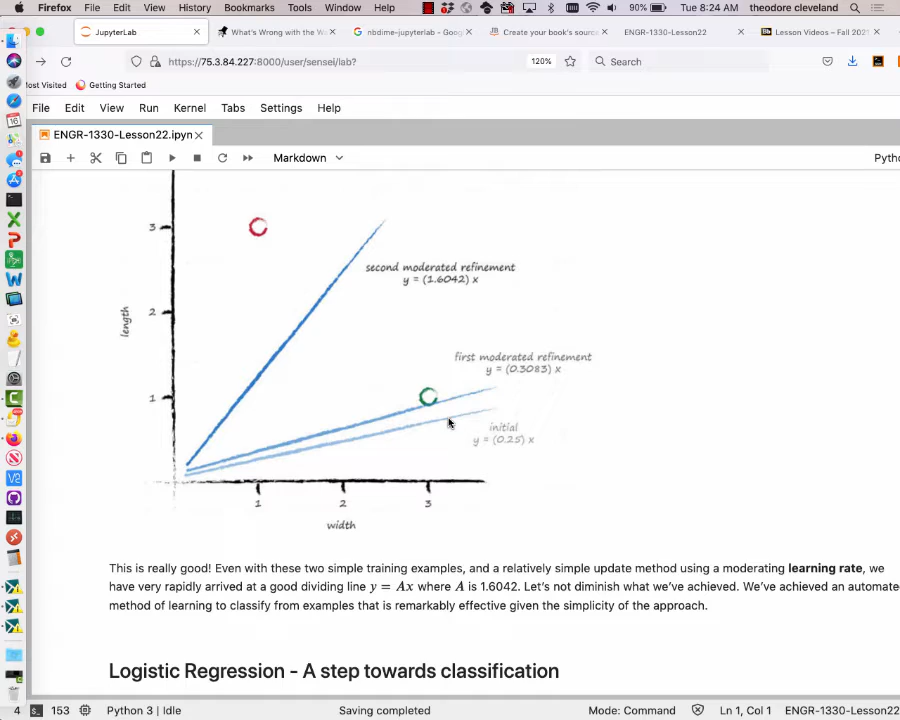 Firefox File Edit View History Bookmarks Tools Window Help 90% Tue 8:24 AM theodore cleveland
JupyterLab × What's Wrong with the Wa × nbdime-jupyterlab - Goog × Create your book's source × ENGR-1330-Lesson22 × Lesson Videos – Fall 202 ×
https://75.3.84.227:8000/user/sensei/lab? 120% Search
ost Visited Getting Started
File Edit View Run Kernel Tabs Settings Help
ENGR-1330-Lesson22.ipyn ×
Markdown Pytho
3
second moderated refinement
y = (1.6042) x
2
length
first moderated refinement
y = (0.3083) x
1
initial
y = (0.25) x
1 2 3
width
This is really good! Even with these two simple training examples, and a relatively simple update method using a moderating learning rate, we
have very rapidly arrived at a good dividing line y = Ax where A is 1.6042. Let's not diminish what we've achieved. We've achieved an automate
method of learning to classify from examples that is remarkably effective given the simplicity of the approach.
Logistic Regression - A step towards classification
4 153 Python 3 | Idle Saving completed Mode: Command Ln 1, Col 1 ENGR-1330-Lesson22